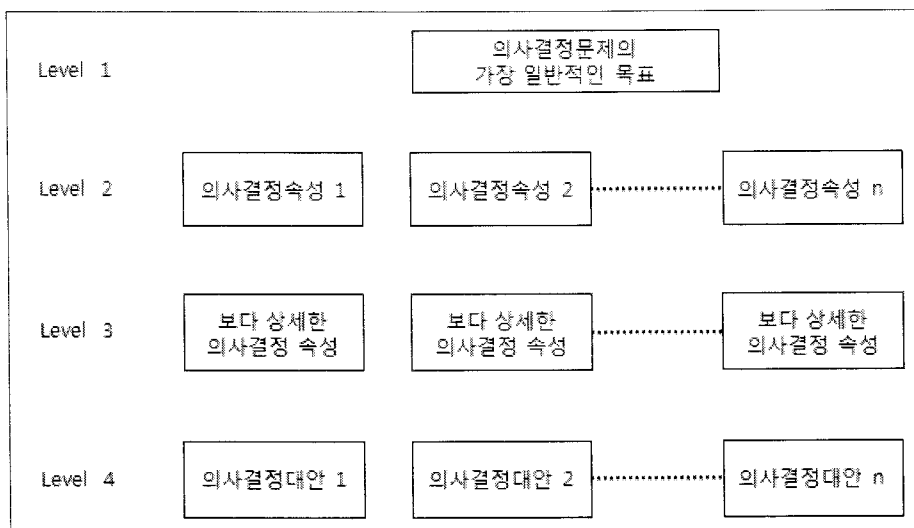 의사결정문제의
Level 1
가장 일반적인 목표
Level 2
의사결정속성 1
의사결정속성 2
의사결정속성 n
보다 상세한
의사결정 속성
보다 상세한
의사결정 속성
보다 상세한
의사결정 속성
Level 3
Level 4
의사결정대안 1
의사결정대안 2
의사결정대안 n